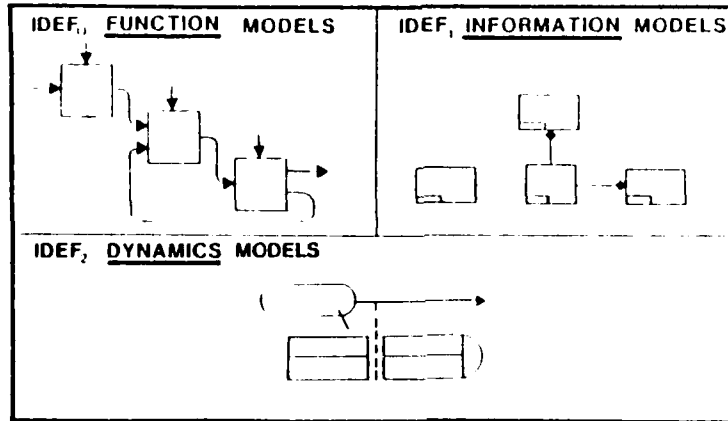 IDEF₀ FUNCTION MODELS
IDEF₁ INFORMATION MODELS
IDEF₂ DYNAMICS MODELS